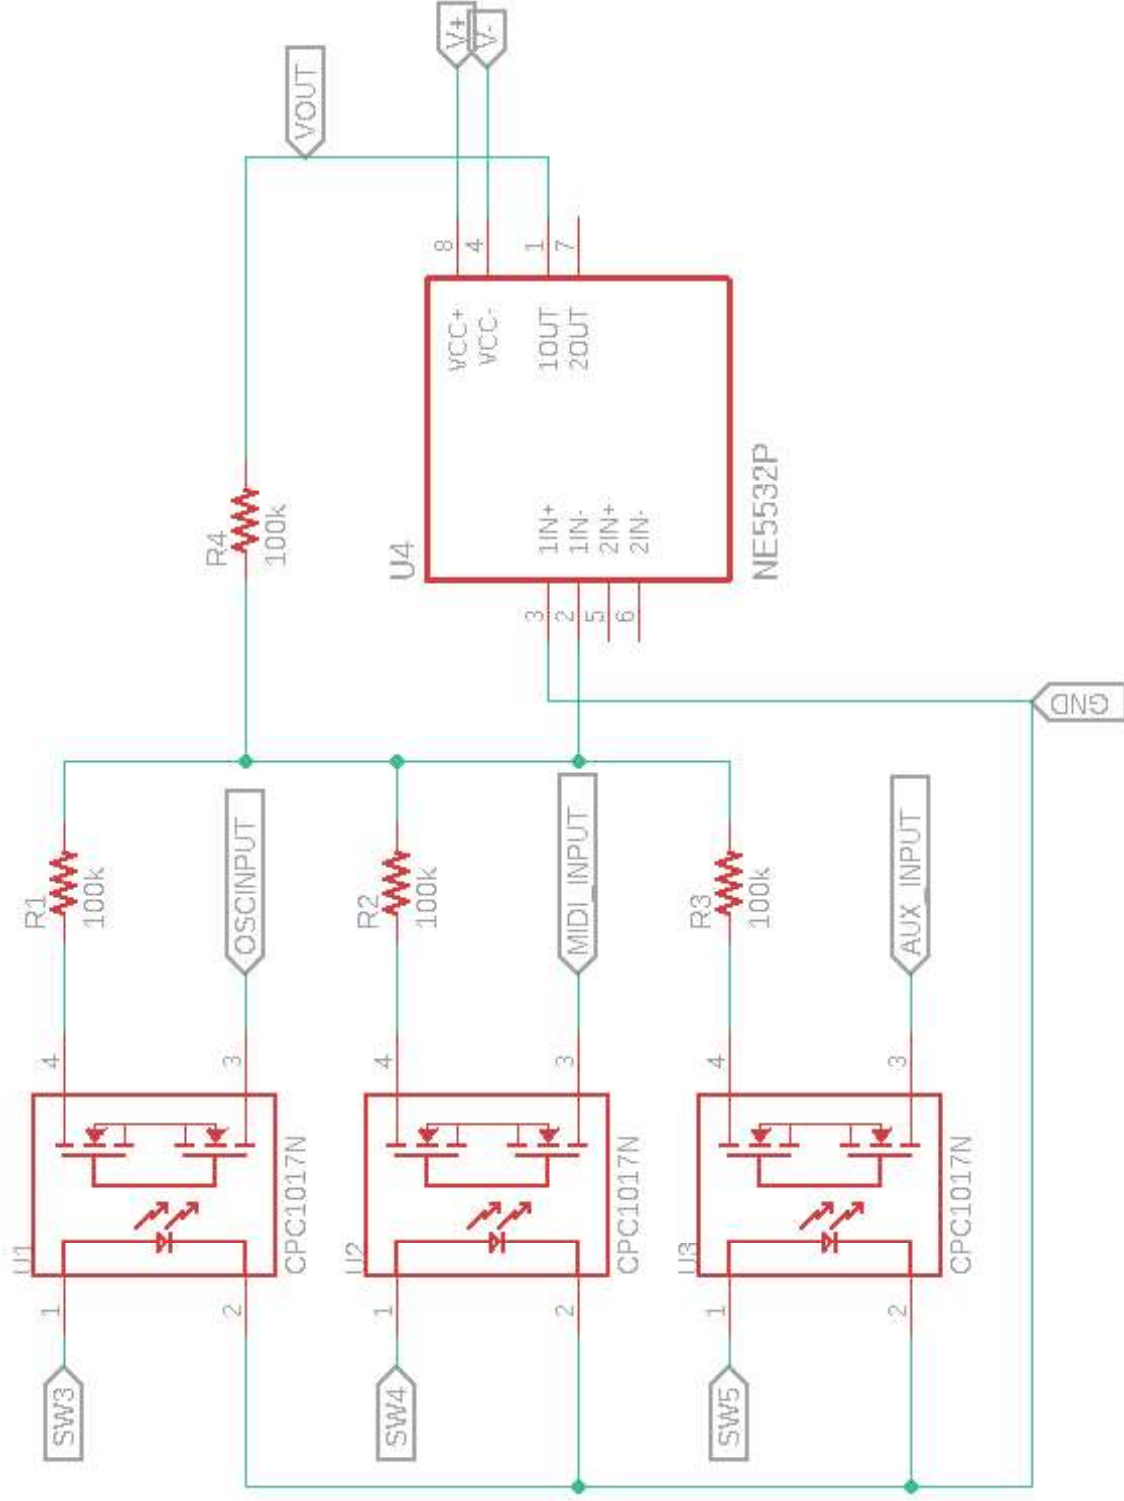 SW3
1
2
U1
CPC1017N
4
3
R1
100k
OSCINPUT
SW4
1
2
U2
CPC1017N
4
3
R2
100k
MIDI_INPUT
SW5
1
2
U3
CPC1017N
4
3
R3
100k
AUX_INPUT
GND
R4
100k
VOUT
U4
3
1IN+
2
1IN-
5
2IN+
6
2IN-
VCC+
8
VCC-
4
1OUT
1
2OUT
7
NE5532P
V+
V-